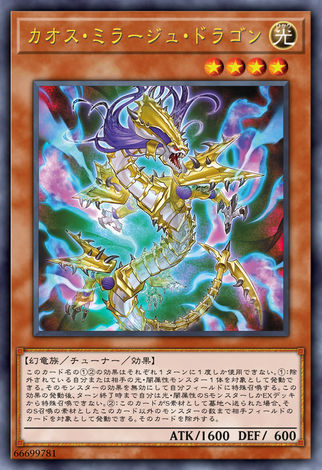 カオス・ミラージュ・ドラゴン
光
【幻竜族／チューナー／効果】
このカード名の①②の効果はそれぞれ１ターンに１度しか使用できない。①：除
外されている自分または相手の光・闇属性モンスター１体を対象として発動で
きる。そのモンスターの効果を無効にして自分フィールドに特殊召喚する。この
効果の発動後、ターン終了時まで自分は光・闇属性のSモンスターしかEXデッキ
から特殊召喚できない。②：このカードがS素材として墓地へ送られた場合、そ
のS召喚の素材としたこのカード以外のモンスターの数まで相手フィールドの
カードを対象として発動できる。そのカードを除外する。
ATK/1600 DEF/ 600
66699781